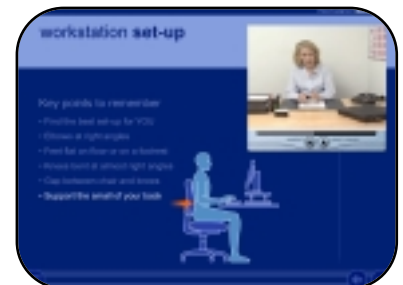 workstation set-up
Key points to remember
- Find the best set-up for YOU
- Elbows at right angles
- Feet flat on floor or on a footrest
- Knees bent at almost right angles
- Gap between chair and knees
- Support the small of your back